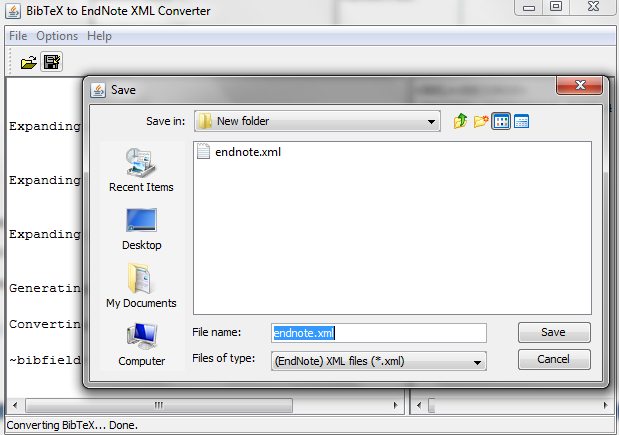 BibTeX to EndNote XML Converter
File Options Help
Save
Save in: New folder
endnote.xml
Recent Items
Desktop
My Documents
Computer
File name: endnote.xml Save
Files of type: (EndNote) XML files (*.xml) Cancel
Expanding
Expanding
Expanding
Generatin
Convertin
~bibfield
Converting BibTeX... Done.